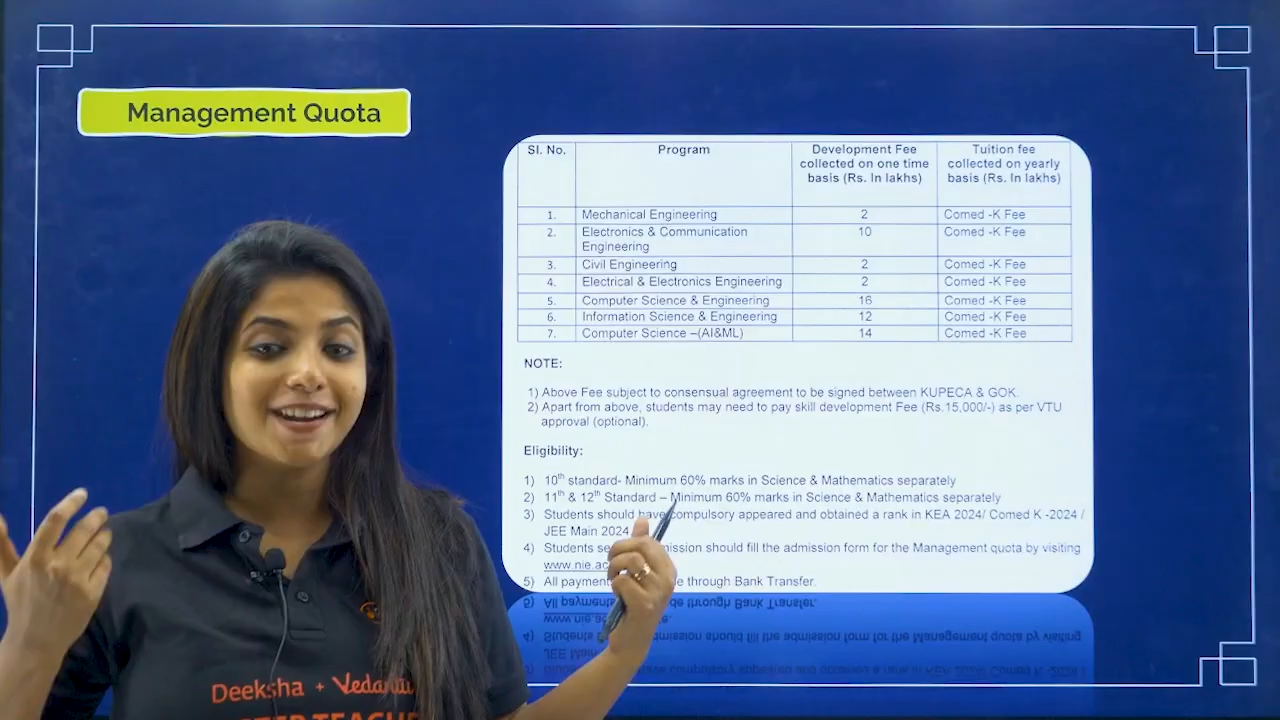 Management Quota
Sl. No. Program Development Fee collected on one time basis (Rs. In lakhs) Tuition fee collected on yearly basis (Rs. In lakhs)
1. Mechanical Engineering 2 Comed -K Fee
2. Electronics & Communication Engineering 10 Comed -K Fee
3. Civil Engineering 2 Comed -K Fee
4. Electrical & Electronics Engineering 2 Comed -K Fee
5. Computer Science & Engineering 16 Comed -K Fee
6. Information Science & Engineering 12 Comed -K Fee
7. Computer Science –(AI&ML) 14 Comed -K Fee
NOTE:
1) Above Fee subject to consensual agreement to be signed between KUPECA & GOK.
2) Apart from above, students may need to pay skill development Fee (Rs.15,000/-) as per VTU
approval (optional).
Eligibility:
1) 10th standard- Minimum 60% marks in Science & Mathematics separately
2) 11th & 12th Standard – Minimum 60% marks in Science & Mathematics separately
3) Students should have compulsory appeared and obtained a rank in KEA 2024/ Comed K -2024 /
JEE Main 2024
4) Students should fill the admission form for the Management quota by visiting
www.nie.ac
5) All through Bank Transfer.
Deeksha + Vedantu